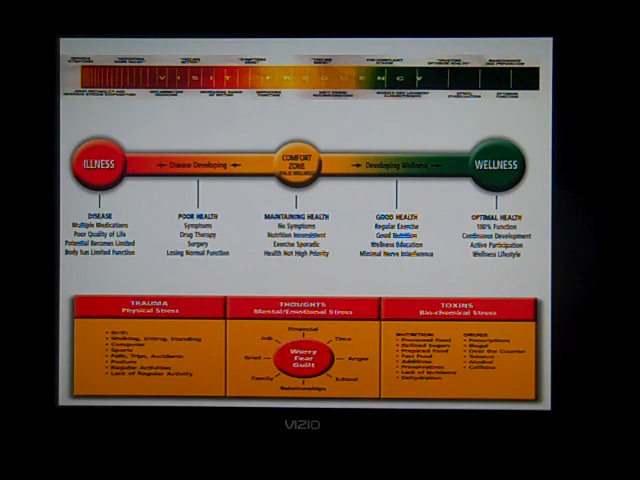 VISIT FREQUENCY
ILLNESS
Disease Developing
COMFORT
ZONE
(FALSE WELLNESS)
Developing Wellness
WELLNESS
DISEASE
Multiple Medications
Poor Quality of Life
Potential Becomes Limited
Body has Limited Function
POOR HEALTH
Symptoms
Drug Therapy
Surgery
Losing Normal Function
MAINTAINING HEALTH
No Symptoms
Nutrition Inconsistent
Exercise Sporadic
Health Not High Priority
GOOD HEALTH
Regular Exercise
Good Nutrition
Wellness Education
Minimal Nerve Interference
OPTIMAL HEALTH
100% Function
Continuous Development
Active Participation
Wellness Lifestyle
TRAUMA
Physical Stress
• Birth
• Walking, Sitting, Standing
• Computer
• Sports
• Falls, Trips, Accidents
• Posture
• Regular Activities
• Lack of Regular Activity
THOUGHTS
Mental/Emotional Stress
Financial
Job
Time
Grief
Worry
Fear
Guilt
Anger
Family
School
Relationships
TOXINS
Bio-chemical Stress
NUTRITION
• Processed Food
• Refined Sugars
• Prepared Food
• Fast Food
• Additives
• Preservatives
• Lack of Nutrients
• Dehydration
DRUGS
• Prescriptions
• Illegal
• Over the Counter
• Tobacco
• Alcohol
• Caffeine
VIZIO